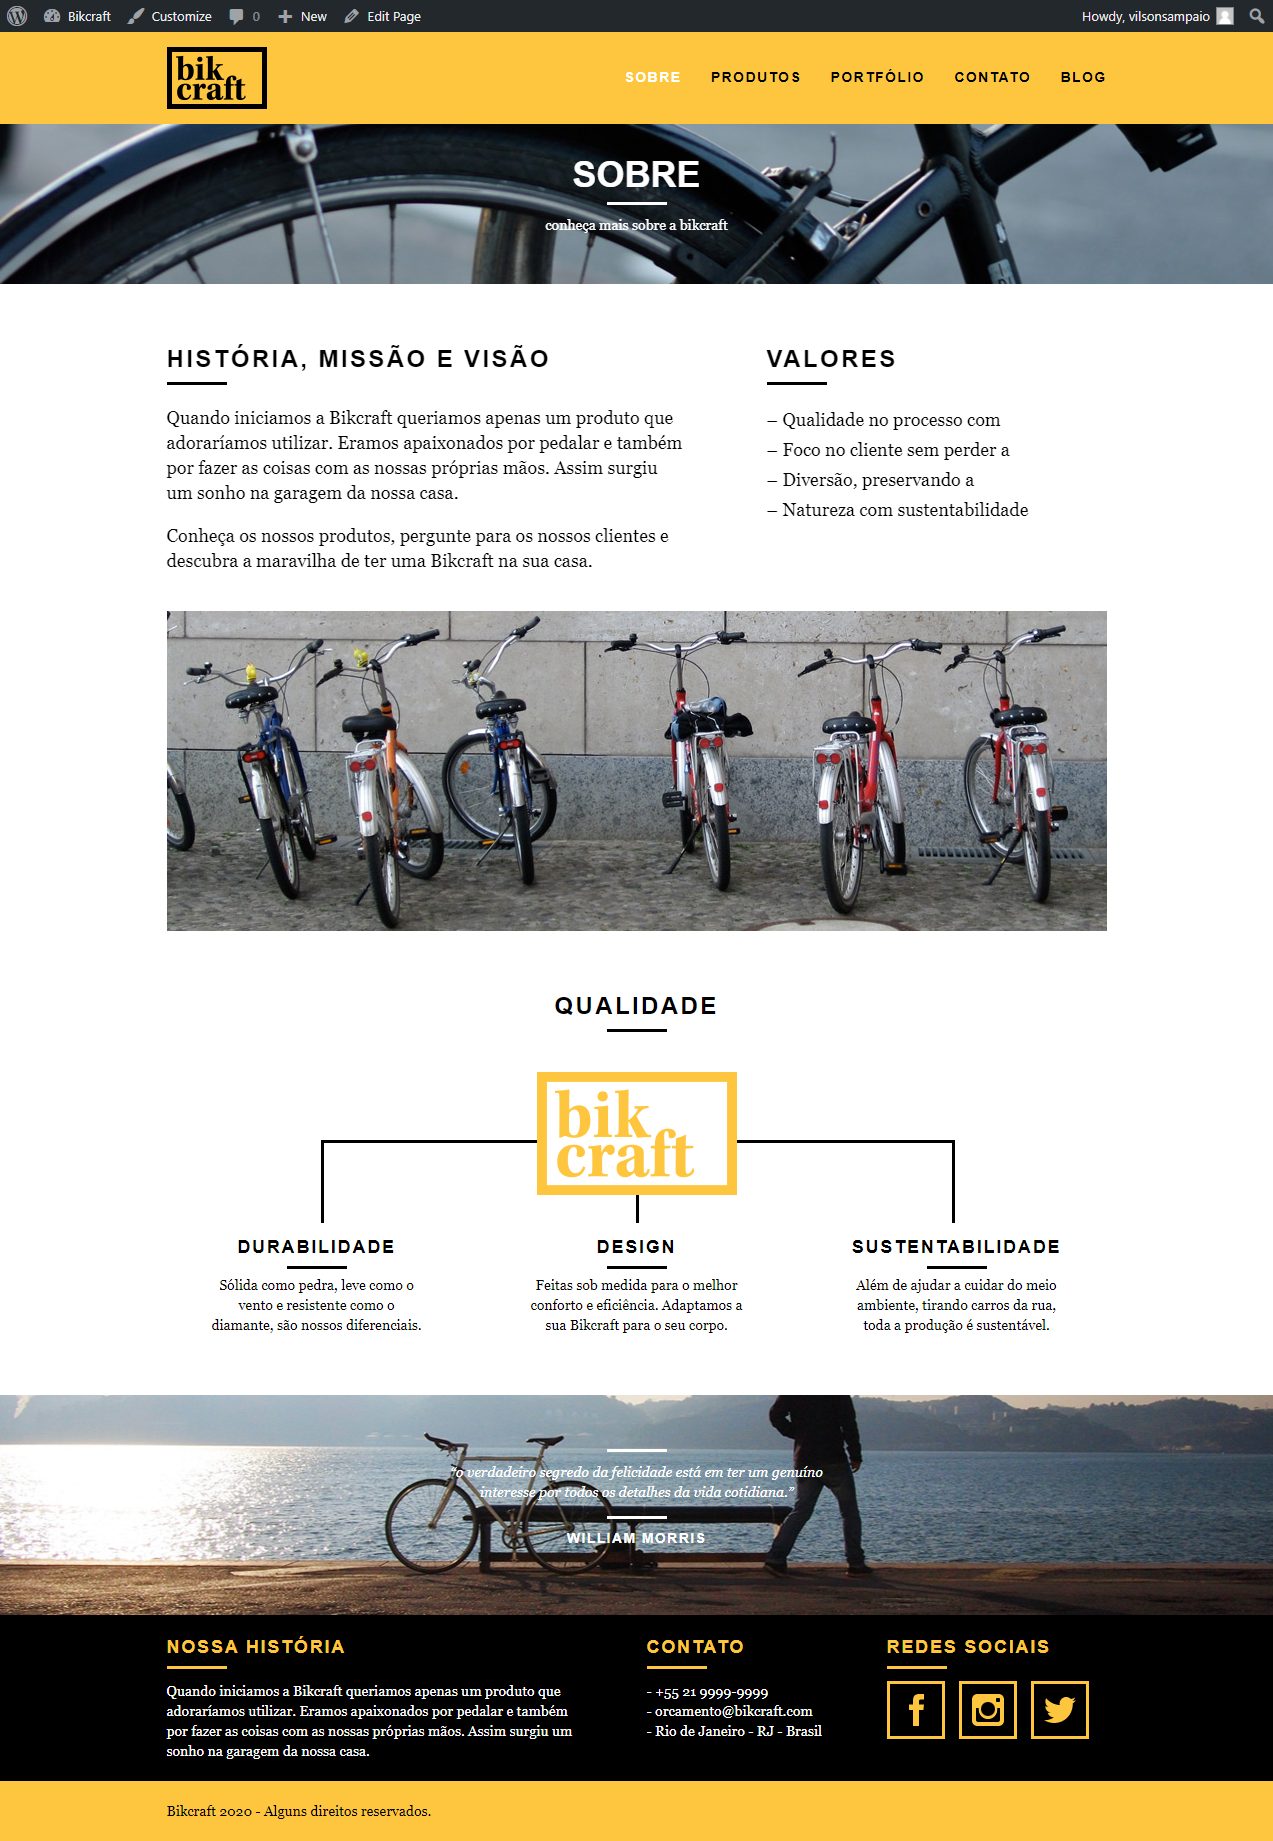 Bikcraft Customize 0 New Edit Page Howdy, vilsonsampaio
bik
craft
SOBRE PRODUTOS PORTFÓLIO CONTATO BLOG
SOBRE
conheça mais sobre a bikcraft
HISTÓRIA, MISSÃO E VISÃO
Quando iniciamos a Bikcraft queriamos apenas um produto que
adoraríamos utilizar. Eramos apaixonados por pedalar e também
por fazer as coisas com as nossas próprias mãos. Assim surgiu
um sonho na garagem da nossa casa.
Conheça os nossos produtos, pergunte para os nossos clientes e
descubra a maravilha de ter uma Bikcraft na sua casa.
VALORES
– Qualidade no processo com
– Foco no cliente sem perder a
– Diversão, preservando a
– Natureza com sustentabilidade
QUALIDADE
bik
craft
DURABILIDADE
Sólida como pedra, leve como o
vento e resistente como o
diamante, são nossos diferenciais.
DESIGN
Feitas sob medida para o melhor
conforto e eficiência. Adaptamos a
sua Bikcraft para o seu corpo.
SUSTENTABILIDADE
Além de ajudar a cuidar do meio
ambiente, tirando carros da rua,
toda a produção é sustentável.
“o verdadeiro segredo da felicidade está em ter um genuíno
interesse por todos os detalhes da vida cotidiana.”
WILLIAM MORRIS
NOSSA HISTÓRIA
Quando iniciamos a Bikcraft queriamos apenas um produto que
adoraríamos utilizar. Eramos apaixonados por pedalar e também
por fazer as coisas com as nossas próprias mãos. Assim surgiu um
sonho na garagem da nossa casa.
CONTATO
- +55 21 9999-9999
- orcamento@bikcraft.com
- Rio de Janeiro - RJ - Brasil
REDES SOCIAIS
Bikcraft 2020 - Alguns direitos reservados.